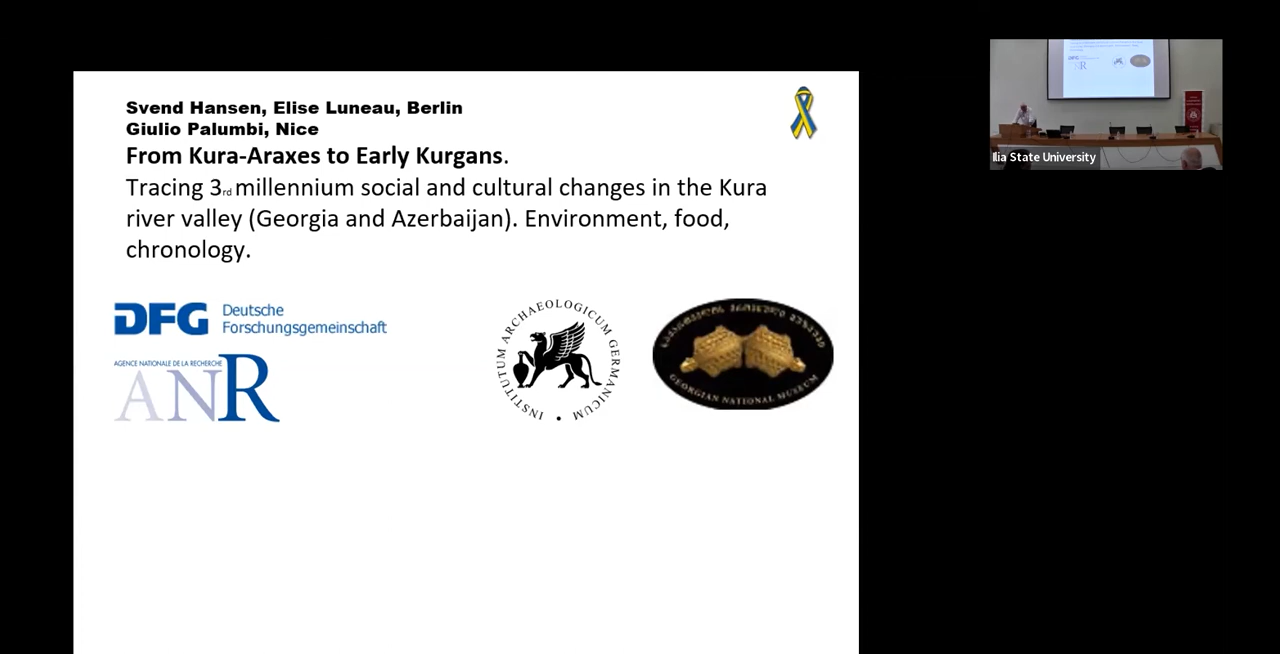 Svend Hansen, Elise Luneau, Berlin
Giulio Palumbi, Nice
From Kura-Araxes to Early Kurgans.
Tracing 3rd millennium social and cultural changes in the Kura
river valley (Georgia and Azerbaijan). Environment, food,
chronology.
DFG Deutsche
Forschungsgemeinschaft
AGENCE NATIONALE DE LA RECHERCHE
ANR
INSTITUTUM ARCHAEOLOGICUM GERMANICUM
GEORGIAN NATIONAL MUSEUM
Ilia State University